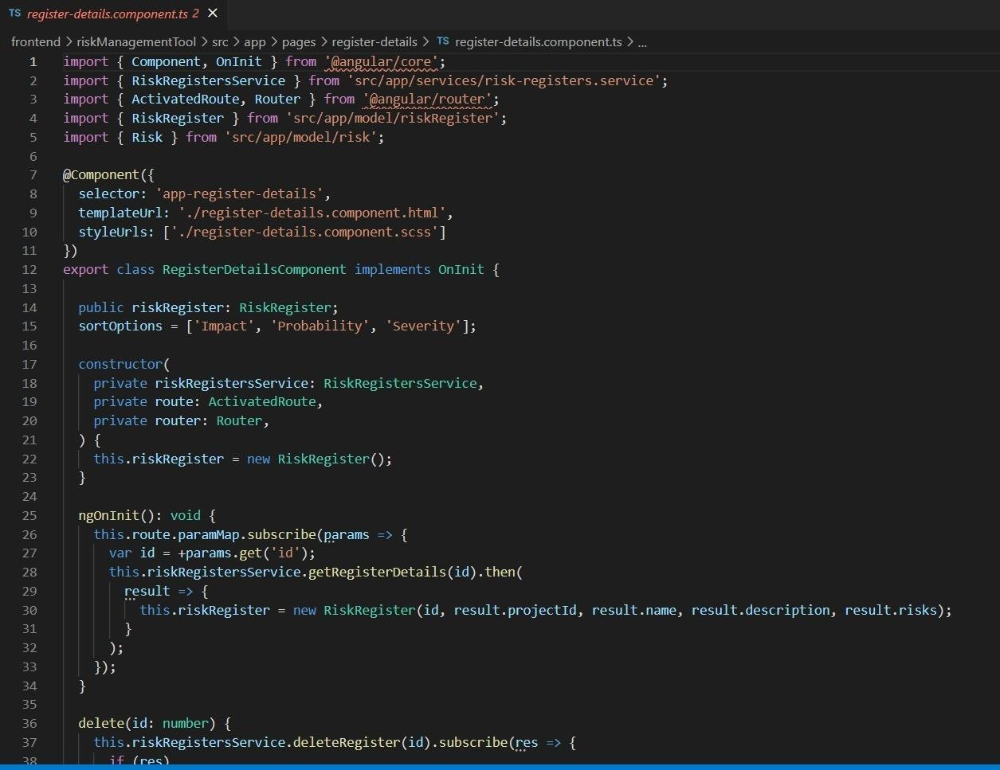 TS register-details.component.ts 2 ×
frontend > riskManagementTool > src > app > pages > register-details > TS register-details.component.ts > ...
1 import { Component, OnInit } from '@angular/core';
2 import { RiskRegistersService } from 'src/app/services/risk-registers.service';
3 import { ActivatedRoute, Router } from '@angular/router';
4 import { RiskRegister } from 'src/app/model/riskRegister';
5 import { Risk } from 'src/app/model/risk';
6
7 @Component({
8   selector: 'app-register-details',
9   templateUrl: './register-details.component.html',
10   styleUrls: ['./register-details.component.scss']
11 })
12 export class RegisterDetailsComponent implements OnInit {
13
14   public riskRegister: RiskRegister;
15   sortOptions = ['Impact', 'Probability', 'Severity'];
16
17   constructor(
18     private riskRegistersService: RiskRegistersService,
19     private route: ActivatedRoute,
20     private router: Router,
21   ) {
22     this.riskRegister = new RiskRegister();
23   }
24
25   ngOnInit(): void {
26     this.route.paramMap.subscribe(params => {
27       var id = +params.get('id');
28       this.riskRegistersService.getRegisterDetails(id).then(
29         result => {
30           this.riskRegister = new RiskRegister(id, result.projectId, result.name, result.description, result.risks);
31         }
32       );
33     });
34   }
35
36   delete(id: number) {
37     this.riskRegistersService.deleteRegister(id).subscribe(res => {
38       if (res)